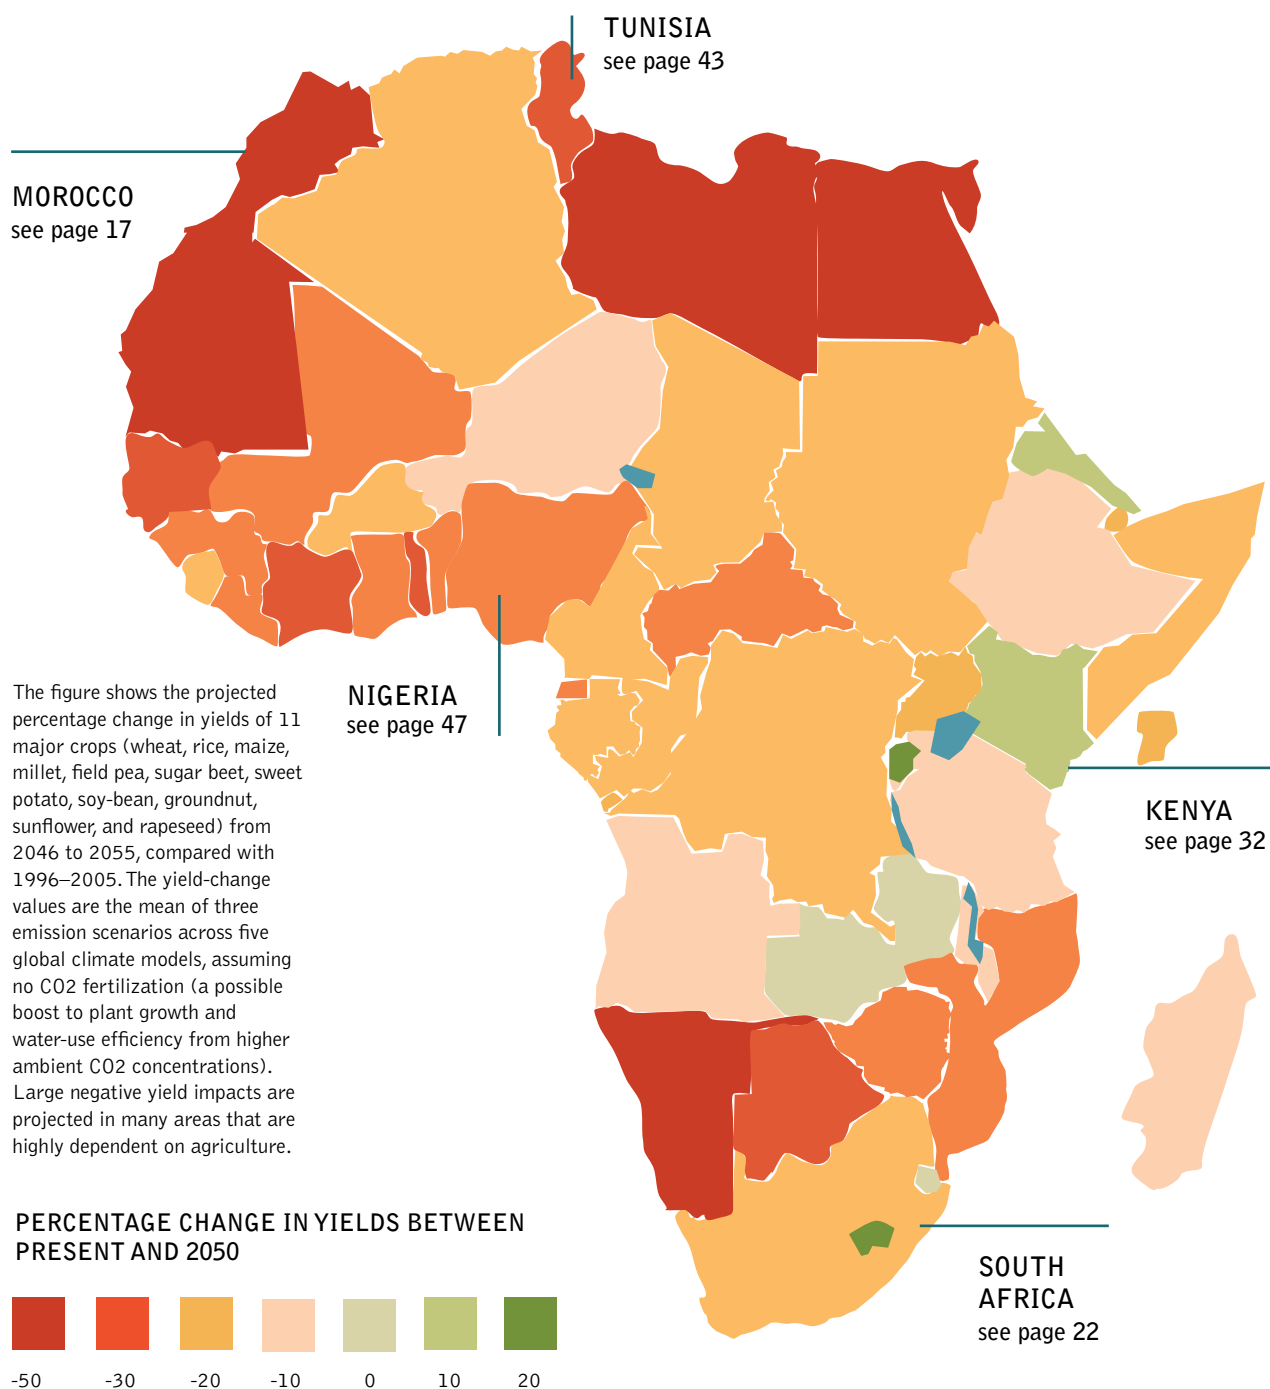 TUNISIA
see page 43
MOROCCO
see page 17
The figure shows the projected
percentage change in yields of 11
major crops (wheat, rice, maize,
millet, field pea, sugar beet, sweet
potato, soy-bean, groundnut,
sunflower, and rapeseed) from
2046 to 2055, compared with
1996–2005. The yield-change
values are the mean of three
emission scenarios across five
global climate models, assuming
no CO2 fertilization (a possible
boost to plant growth and
water-use efficiency from higher
ambient CO2 concentrations).
Large negative yield impacts are
projected in many areas that are
highly dependent on agriculture.
NIGERIA
see page 47
KENYA
see page 32
PERCENTAGE CHANGE IN YIELDS BETWEEN
PRESENT AND 2050
-50 -30 -20 -10 0 10 20
SOUTH
AFRICA
see page 22